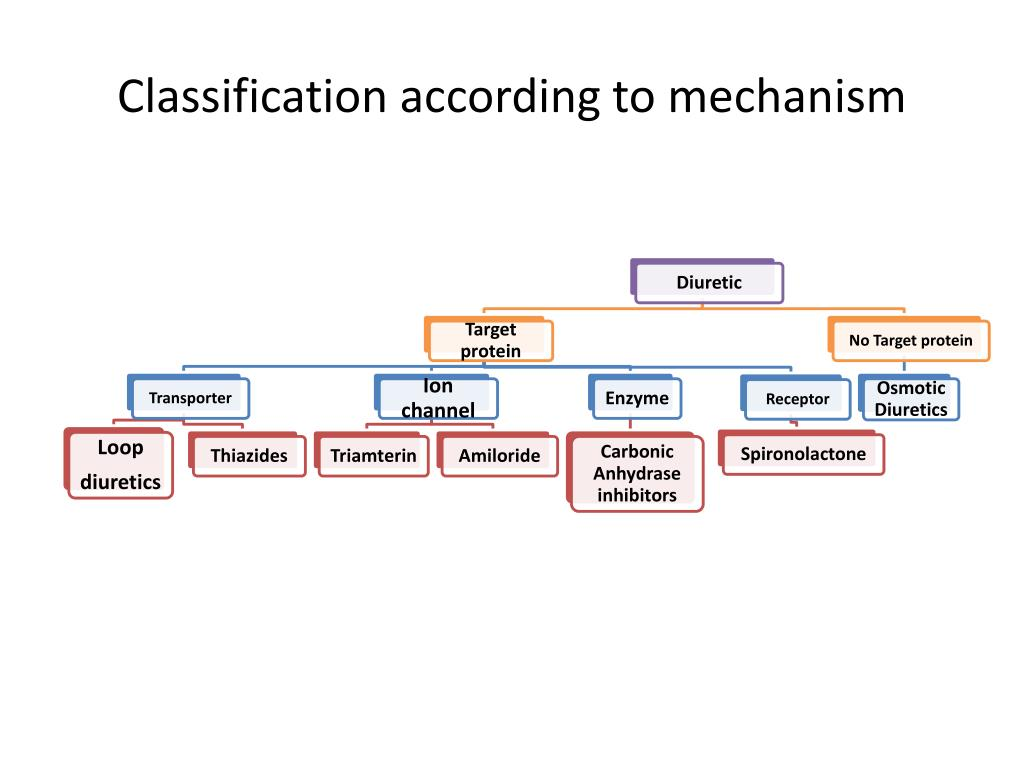 Classification according to mechanism
Diuretic
Target
protein
No Target protein
Transporter
Ion
channel
Enzyme
Receptor
Osmotic
Diuretics
Loop
diuretics
Thiazides
Triamterin
Amiloride
Carbonic
Anhydrase
inhibitors
Spironolactone